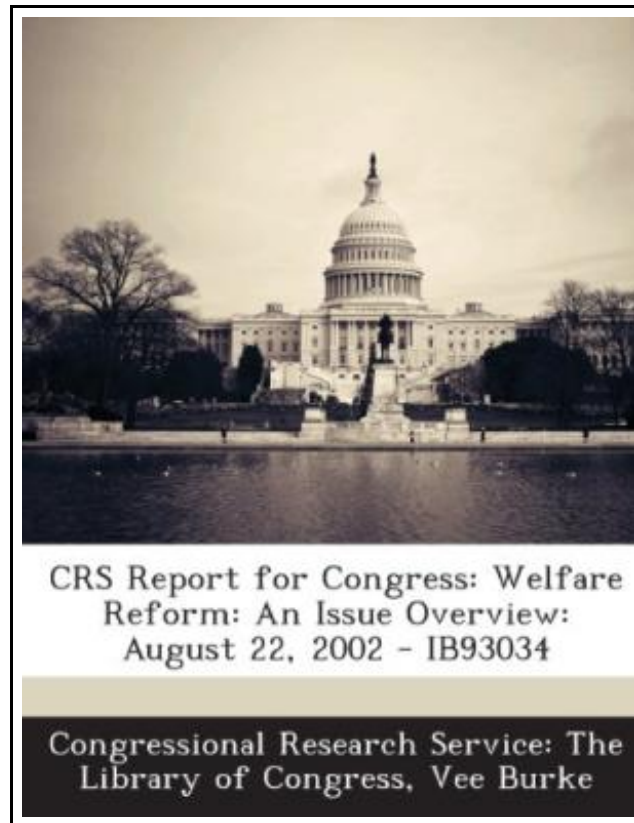 CRS Report for Congress: Welfare
Reform: An Issue Overview:
August 22, 2002 - IB93034
Congressional Research Service: The
Library of Congress, Vee Burke